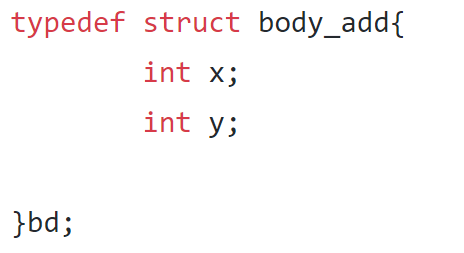 typedef struct body_add{
        int x;
        int y;
}bd;